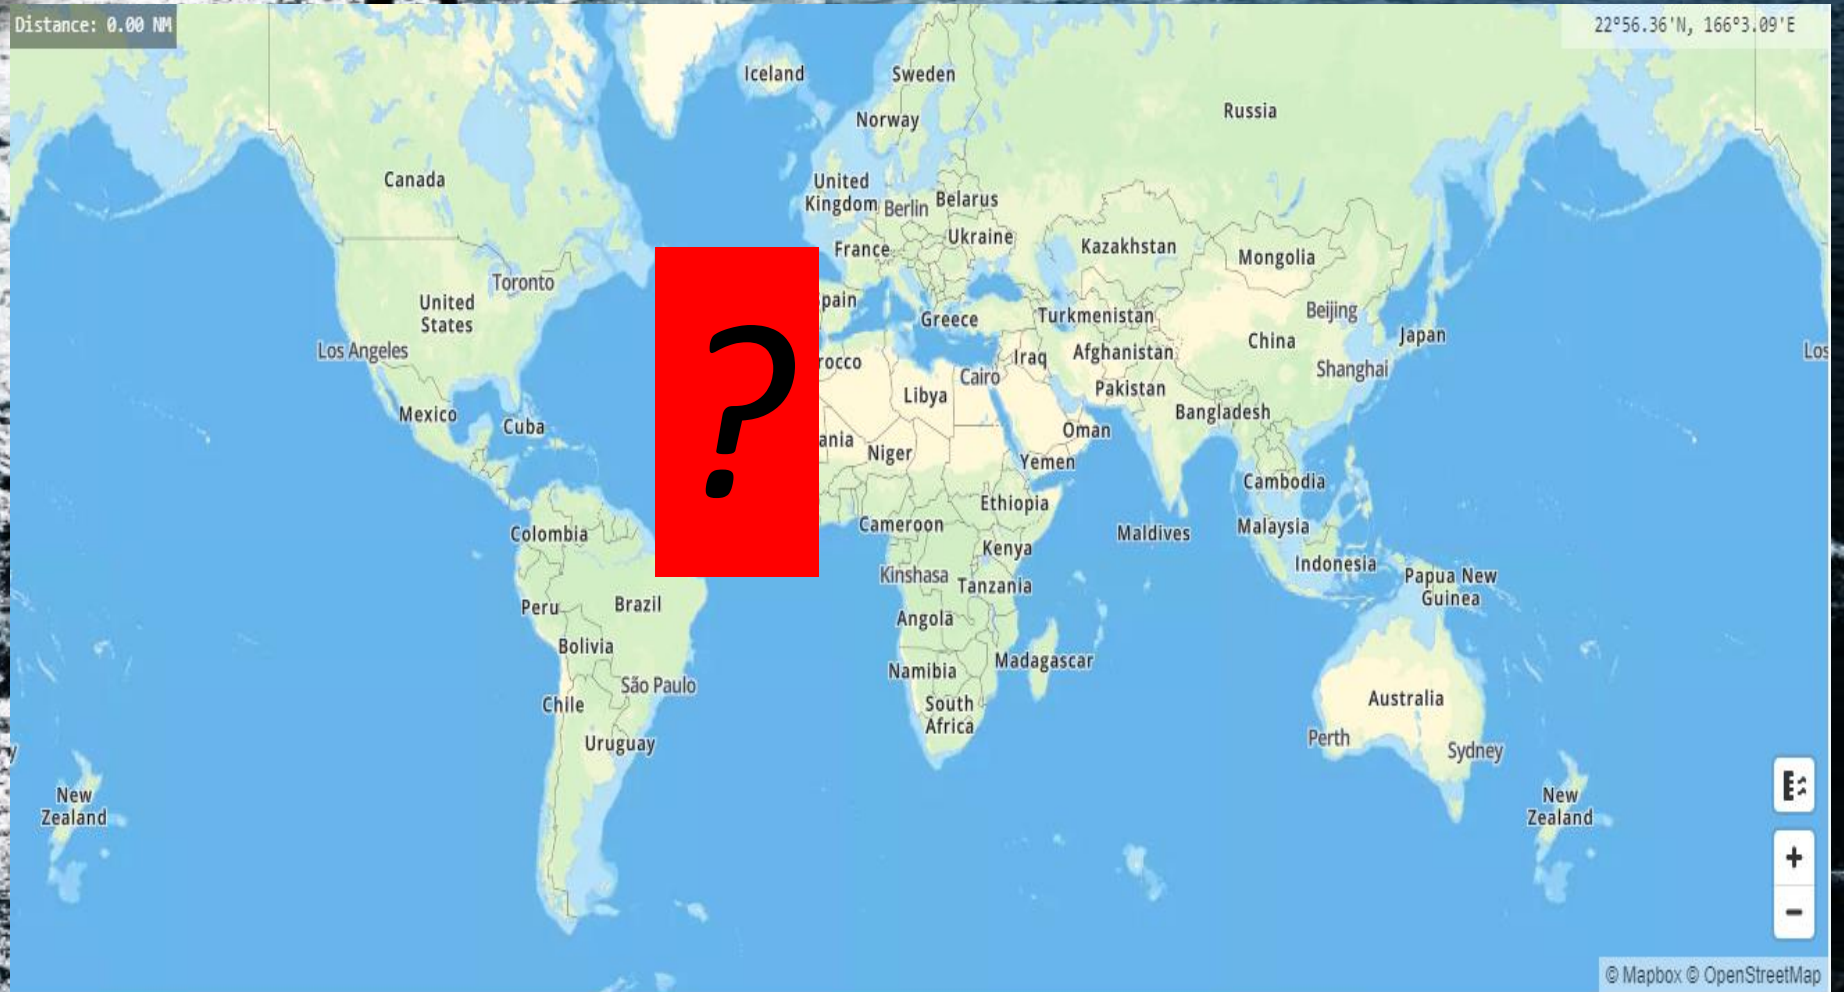 Distance: 0.00 NM
22°56.36'N, 166°3.09'E
Iceland
Sweden
Russia
Norway
Canada
United
Kingdom
Berlin
Belarus
Ukraine
France
Kazakhstan
Mongolia
Toronto
United
States
pain
Greece
Turkmenistan
Beijing
China
Japan
Los Angeles
Los
?
rocco
Iraq
Afghanistan
Shanghai
Cairo
Libya
Pakistan
Mexico
Cuba
Bangladesh
ania
Niger
Oman
Yemen
Cambodia
Ethiopia
Colombia
Cameroon
Maldives
Malaysia
Kenya
Indonesia
Kinshasa
Tanzania
Papua New
Guinea
Peru
Brazil
Angola
Bolivia
Namibia
Madagascar
São Paulo
Chile
South
Africa
Australia
Uruguay
Perth
Sydney
New
Zealand
New
Zealand
+
−
© Mapbox © OpenStreetMap